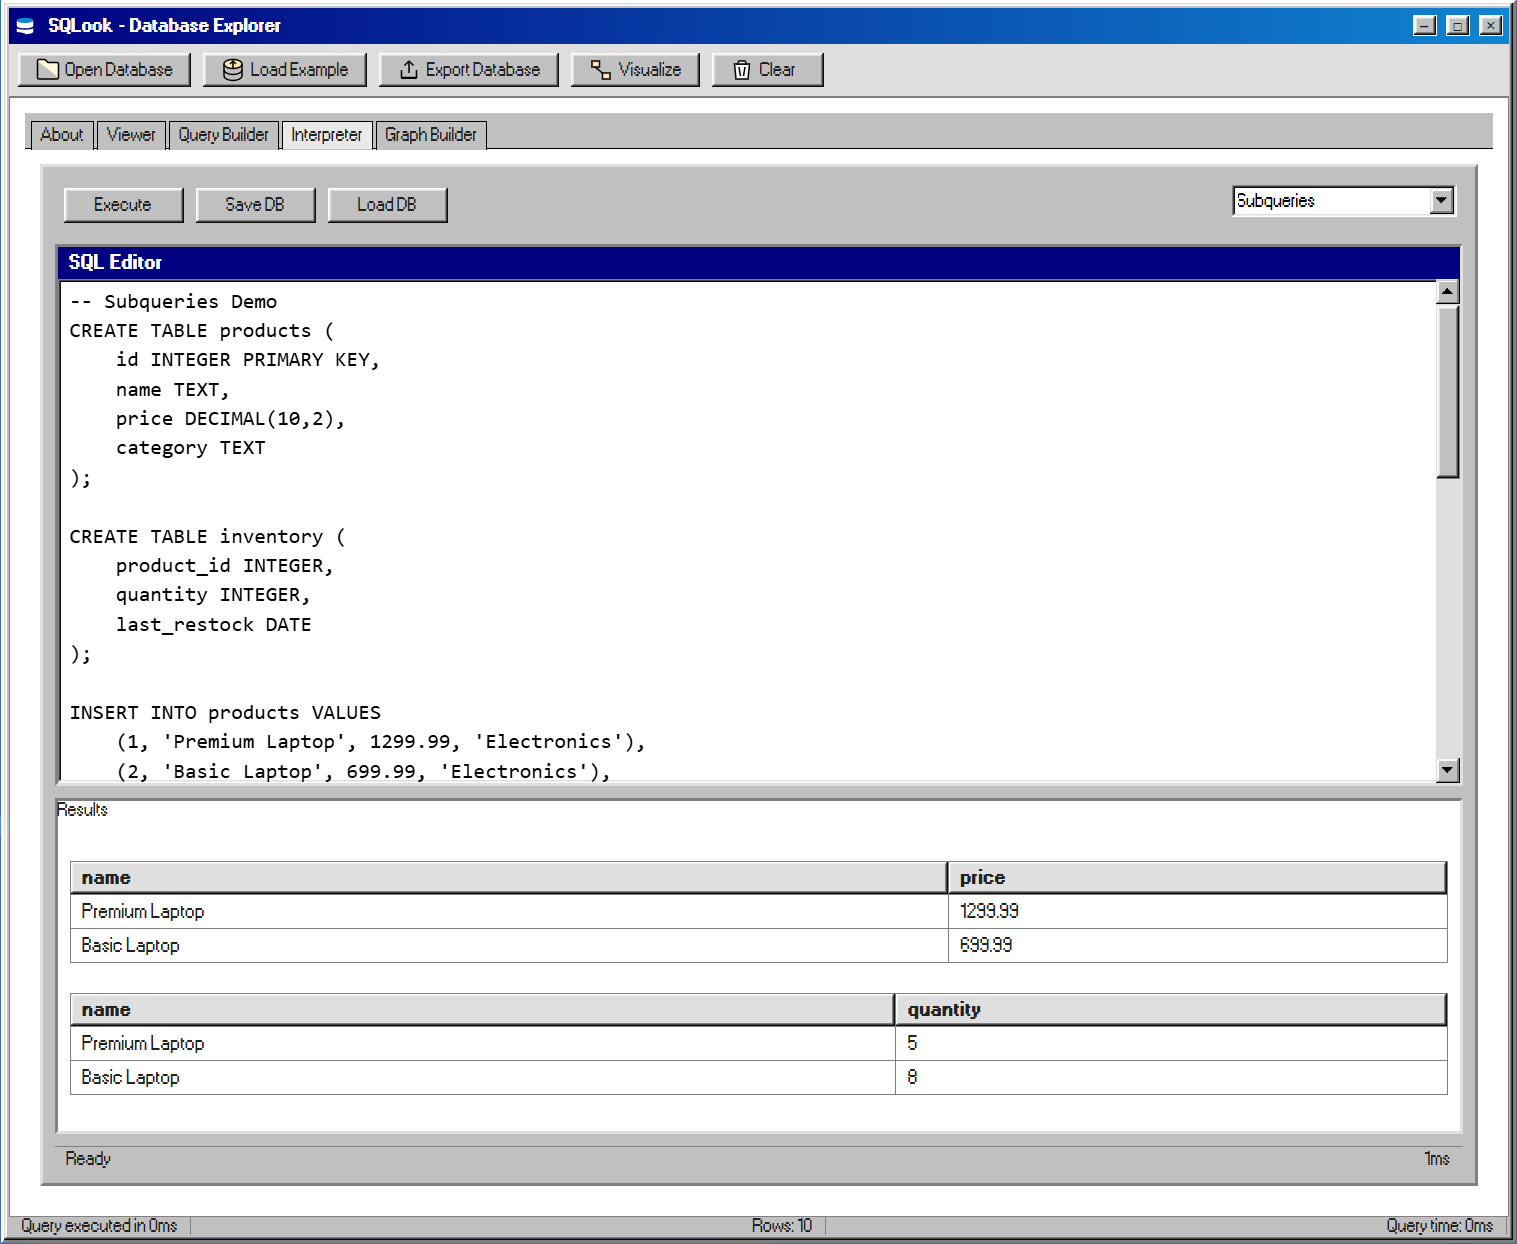 SQLook - Database Explorer
Open Database Load Example Export Database Visualize Clear
About Viewer Query Builder Interpreter Graph Builder
Execute Save DB Load DB Subqueries
SQL Editor
-- Subqueries Demo
CREATE TABLE products (
    id INTEGER PRIMARY KEY,
    name TEXT,
    price DECIMAL(10,2),
    category TEXT
);

CREATE TABLE inventory (
    product_id INTEGER,
    quantity INTEGER,
    last_restock DATE
);

INSERT INTO products VALUES
    (1, 'Premium Laptop', 1299.99, 'Electronics'),
    (2, 'Basic Laptop', 699.99, 'Electronics'),
Results
name price
Premium Laptop 1299.99
Basic Laptop 699.99
name quantity
Premium Laptop 5
Basic Laptop 8
Ready 1ms
Query executed in 0ms Rows: 10 Query time: 0ms